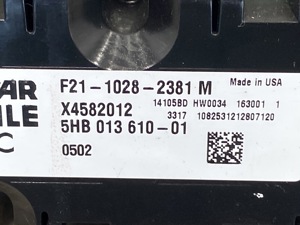 F21-1028-2381 M
Made in USA
X4582012
14105BD HW0034 163001 1
5HB 013 610-01
3317 1082531212807120
0502
C